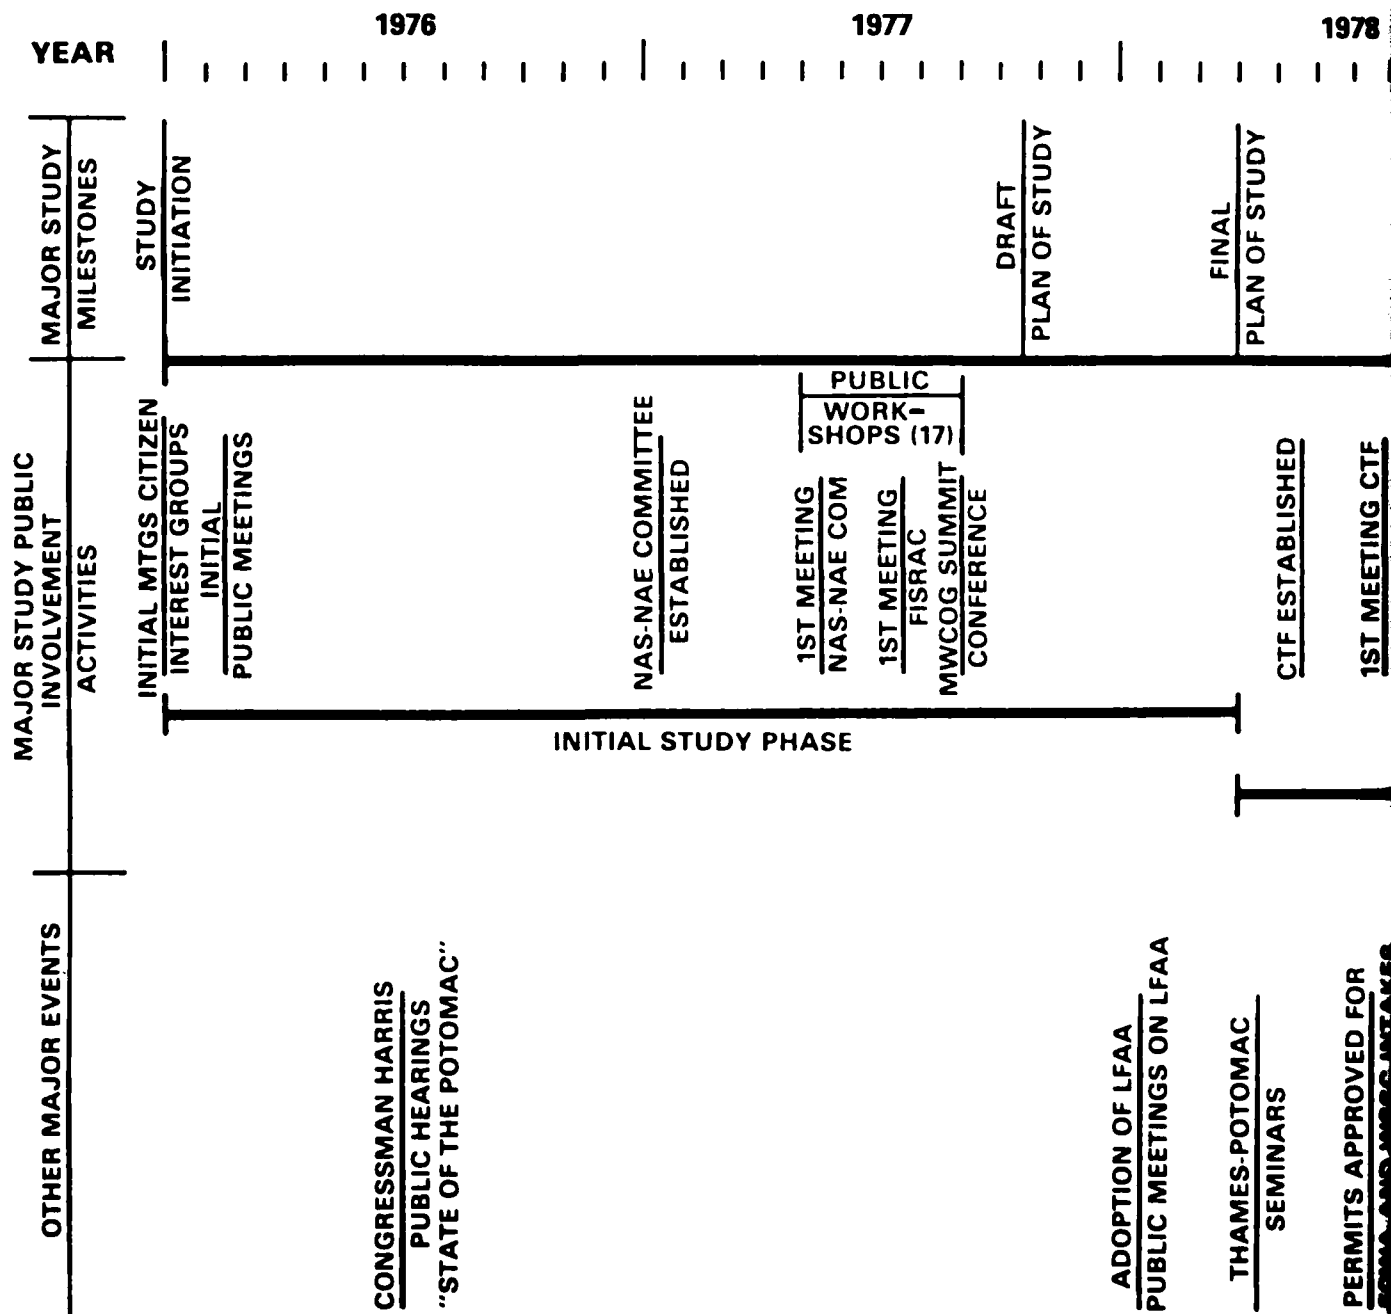 YEAR
1976
1977
1978
MAJOR STUDY
MILESTONES
STUDY
INITIATION
DRAFT
PLAN OF STUDY
FINAL
PLAN OF STUDY
MAJOR STUDY PUBLIC
INVOLVEMENT
ACTIVITIES
INITIAL MTGS CITIZEN
INTEREST GROUPS
INITIAL
PUBLIC MEETINGS
NAS-NAE COMMITTEE
ESTABLISHED
PUBLIC
WORK-
SHOPS (17)
1ST MEETING
NAS-NAE COM
1ST MEETING
FISRAC
MWCOG SUMMIT
CONFERENCE
CTF ESTABLISHED
1ST MEETING CTF
INITIAL STUDY PHASE
OTHER MAJOR EVENTS
CONGRESSMAN HARRIS
PUBLIC HEARINGS
"STATE OF THE POTOMAC"
ADOPTION OF LFAA
PUBLIC MEETINGS ON LFAA
THAMES-POTOMAC
SEMINARS
PERMITS APPROVED FOR